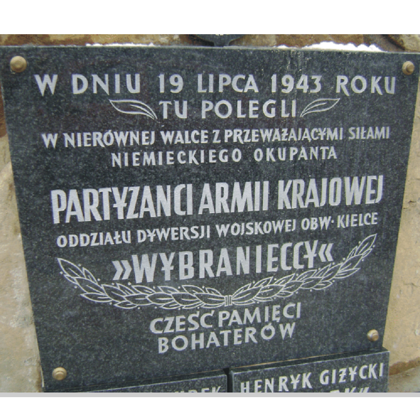 W DNIU 19 LIPCA 1943 ROKU
TU POLEGLI
W NIERÓWNEJ WALCE Z PRZEWAŻAJĄCYMI SIŁAMI
NIEMIECKIEGO OKUPANTA
PARTYZANCI ARMII KRAJOWEJ
ODDZIAŁU DYWERSJI WOJSKOWEJ OBW. KIELCE
»WYBRANIECCY«
CZEŚĆ PAMIĘCI
BOHATERÓW
HENRYK GIŻYCKI